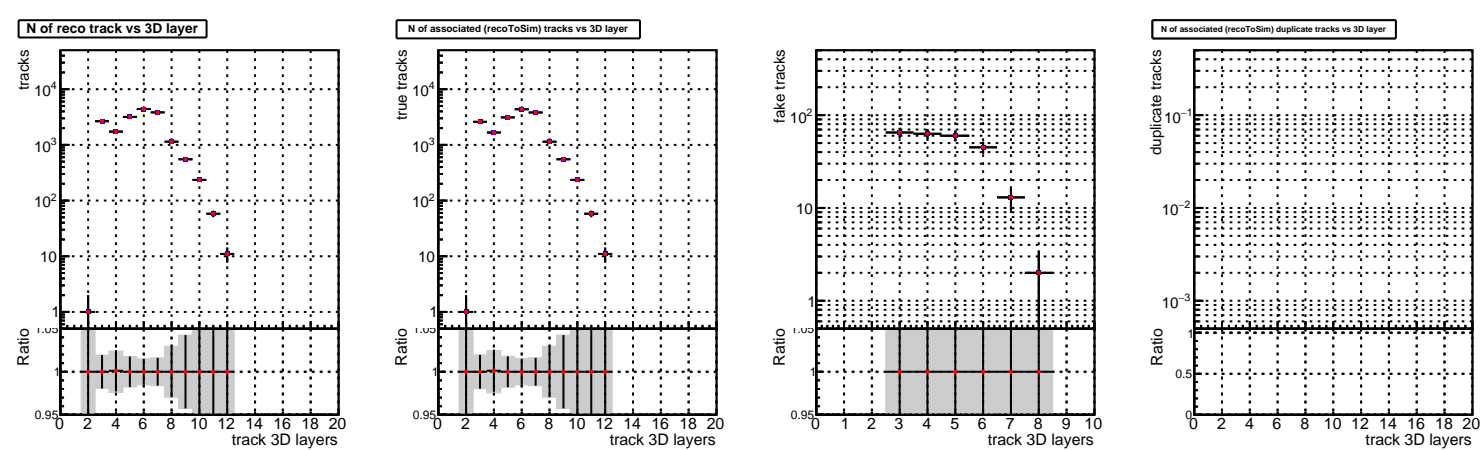 N of reco track vs 3D layer
tracks
10⁴
10³
10²
10
1
1.05
Ratio
1
0.95
0 2 4 6 8 10 12 14 16 18 20
track 3D layers
N of associated (recoToSim) tracks vs 3D layer
true tracks
10⁴
10³
10²
10
1
1.05
Ratio
1
0.95
0 2 4 6 8 10 12 14 16 18 20
track 3D layers
fake tracks
10²
10
1
1.05
Ratio
1
0.95
0 1 2 3 4 5 6 7 8 9 10
track 3D layers
N of associated (recoToSim) duplicate tracks vs 3D layer
duplicate tracks
10⁻¹
10⁻²
10⁻³
Ratio
1
0.5
0
0 2 4 6 8 10 12 14 16 18 20
track 3D layers